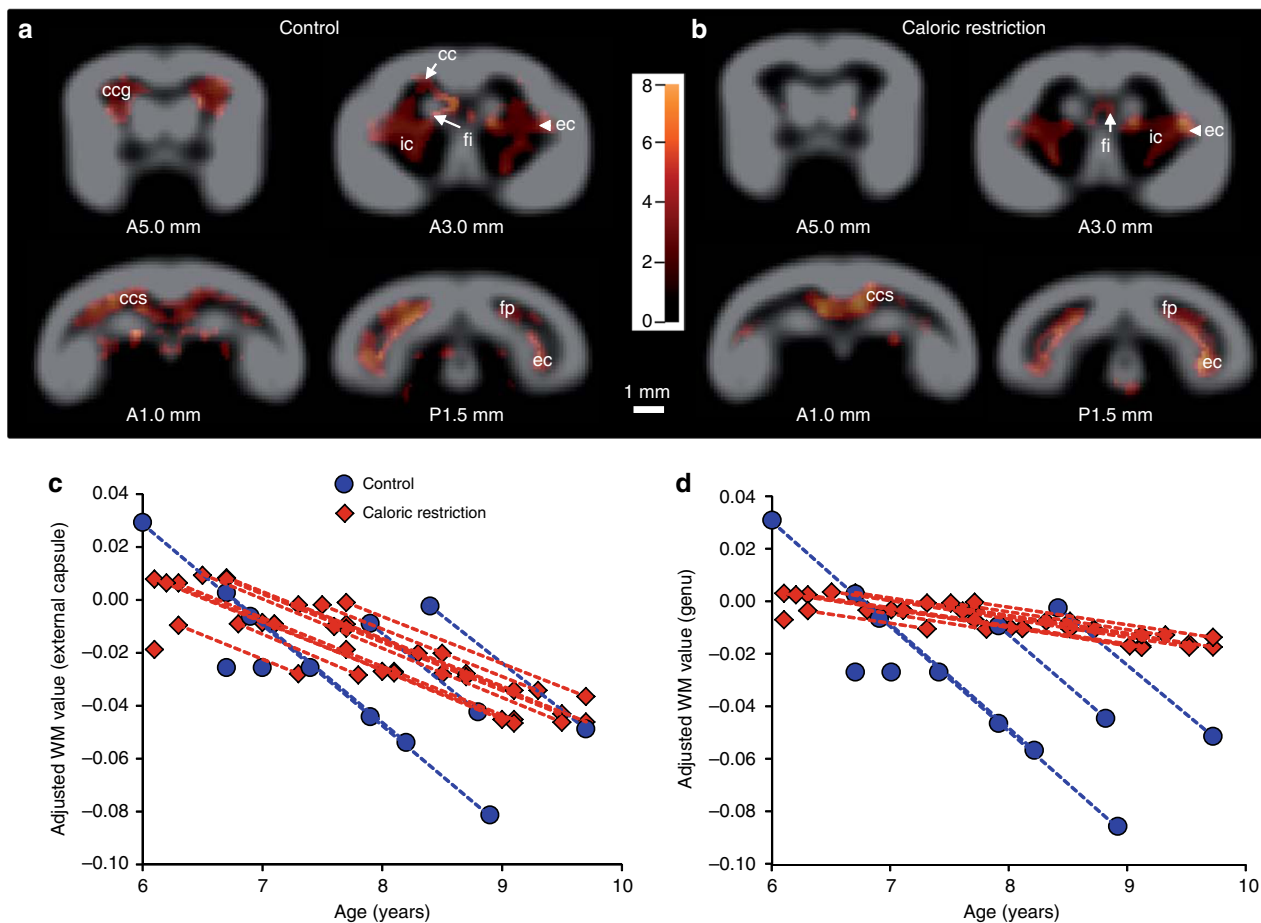 a
Control
ccg
cc
ic
fi
ec
A5.0 mm
A3.0 mm
ccs
fp
ec
A1.0 mm
P1.5 mm
8
6
4
2
0
1 mm
b
Caloric restriction
ic
fi
ec
A5.0 mm
A3.0 mm
ccs
fp
ec
A1.0 mm
P1.5 mm
c
Control
Caloric restriction
Adjusted WM value (external capsule)
0.04
0.02
0.00
−0.02
−0.04
−0.06
−0.08
−0.10
6 7 8 9 10
Age (years)
d
Adjusted WM value (genu)
0.04
0.02
0.00
−0.02
−0.04
−0.06
−0.08
−0.10
6 7 8 9 10
Age (years)